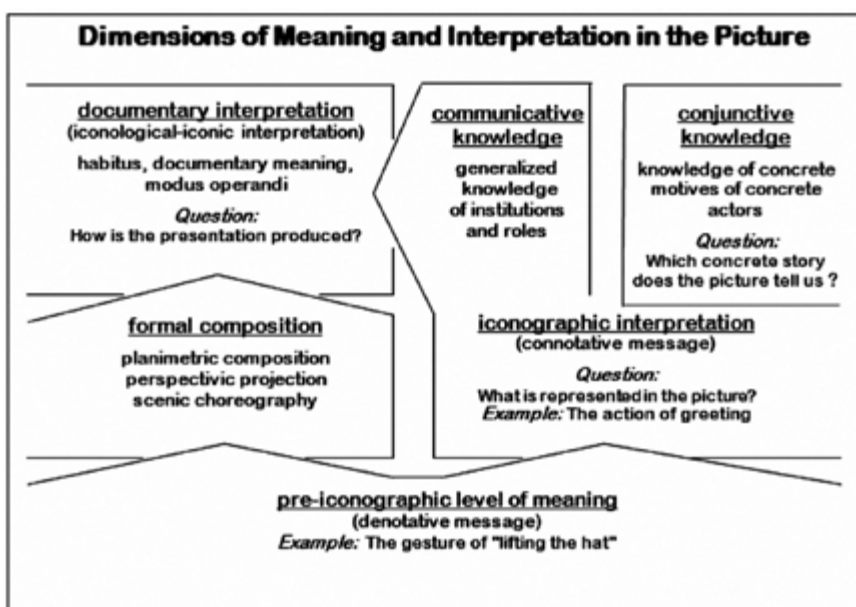 Dimensions of Meaning and Interpretation in the Picture
documentary interpretation
(iconological-iconic interpretation)
habitus, documentary meaning,
modus operandi
Question:
How is the presentation produced?
communicative
knowledge
generalized
knowledge
of institutions
and roles
conjunctive
knowledge
knowledge of concrete
motives of concrete
actors
Question:
Which concrete story
does the picture tell us ?
formal composition
planimetric composition
perspectivic projection
scenic choreography
iconographic interpretation
(connotative message)
Question:
What is represented in the picture?
Example: The action of greeting
pre-iconographic level of meaning
(denotative message)
Example: The gesture of "lifting the hat"